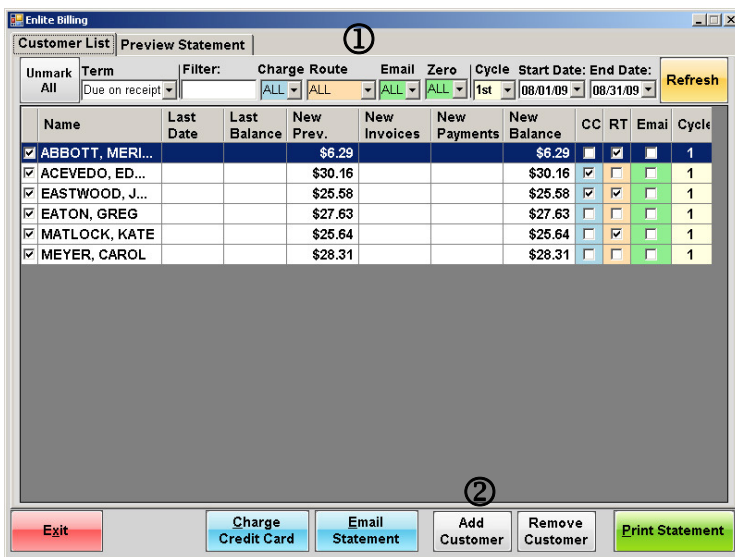 Enlite Billing
Customer List Preview Statement ①
Unmark All Term Filter: Charge Route Email Zero Cycle Start Date: End Date: Refresh
Due on receipt ALL ALL ALL ALL 1st 08/01/09 08/31/09
Name Last Date Last Balance New Prev. New Invoices New Payments New Balance CC RT Emai Cycle
ABBOTT, MERI... $6.29 $6.29 1
ACEVEDO, ED... $30.16 $30.16 1
EASTWOOD, J... $25.58 $25.58 1
EATON, GREG $27.63 $27.63 1
MATLOCK, KATE $25.64 $25.64 1
MEYER, CAROL $28.31 $28.31 1
②
Exit Charge Credit Card Email Statement Add Customer Remove Customer Print Statement